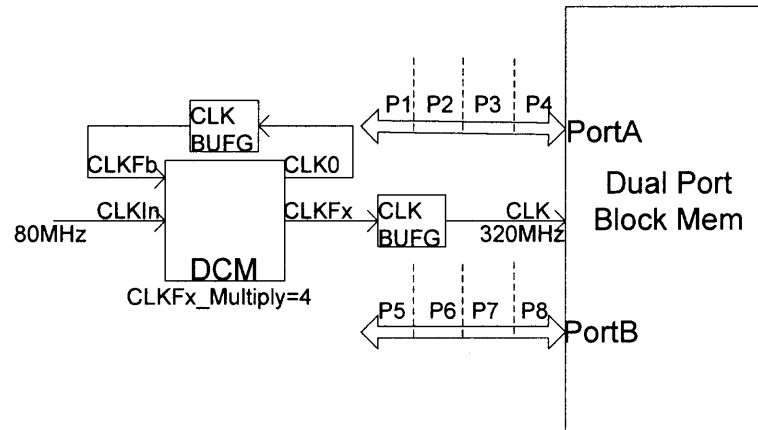 P1 P2 P3 P4
CLK
BUFG
PortA
CLKFb
CLK0
Dual Port
Block Mem
CLKIn
CLKFx
CLK
BUFG
CLK
320MHz
80MHz
DCM
CLKFx_Multiply=4
P5 P6 P7 P8
PortB